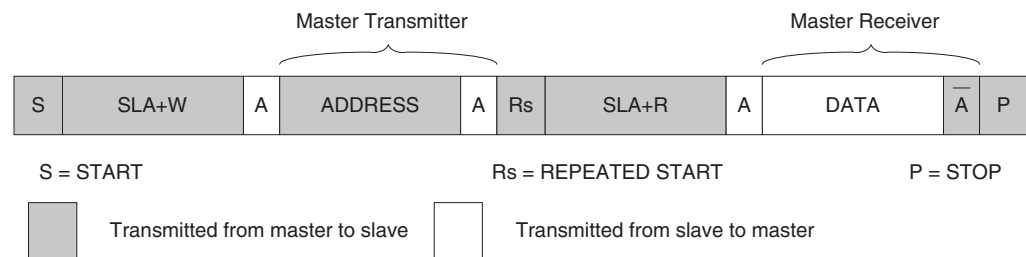 Master Transmitter Master Receiver
S SLA+W A ADDRESS A Rs SLA+R A DATA A̅ P
S = START Rs = REPEATED START P = STOP
Transmitted from master to slave Transmitted from slave to master